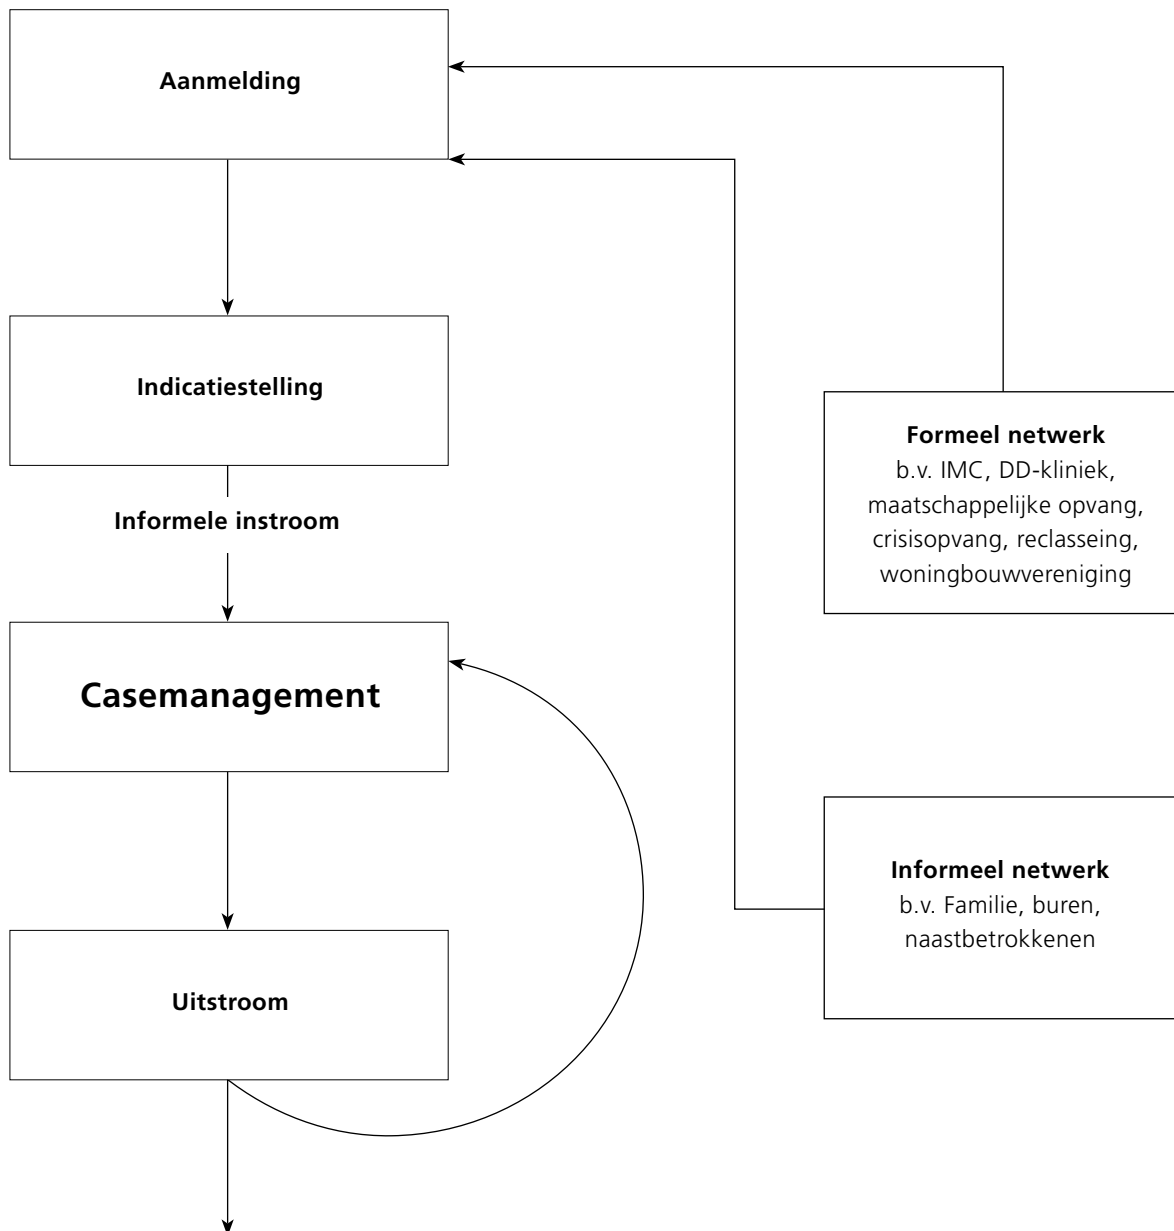 Aanmelding
Indicatiestelling
Informele instroom
Casemanagement
Uitstroom
Formeel netwerk
b.v. IMC, DD-kliniek,
maatschappelijke opvang,
crisisopvang, reclasseing,
woningbouwvereniging
Informeel netwerk
b.v. Familie, buren,
naastbetrokkenen